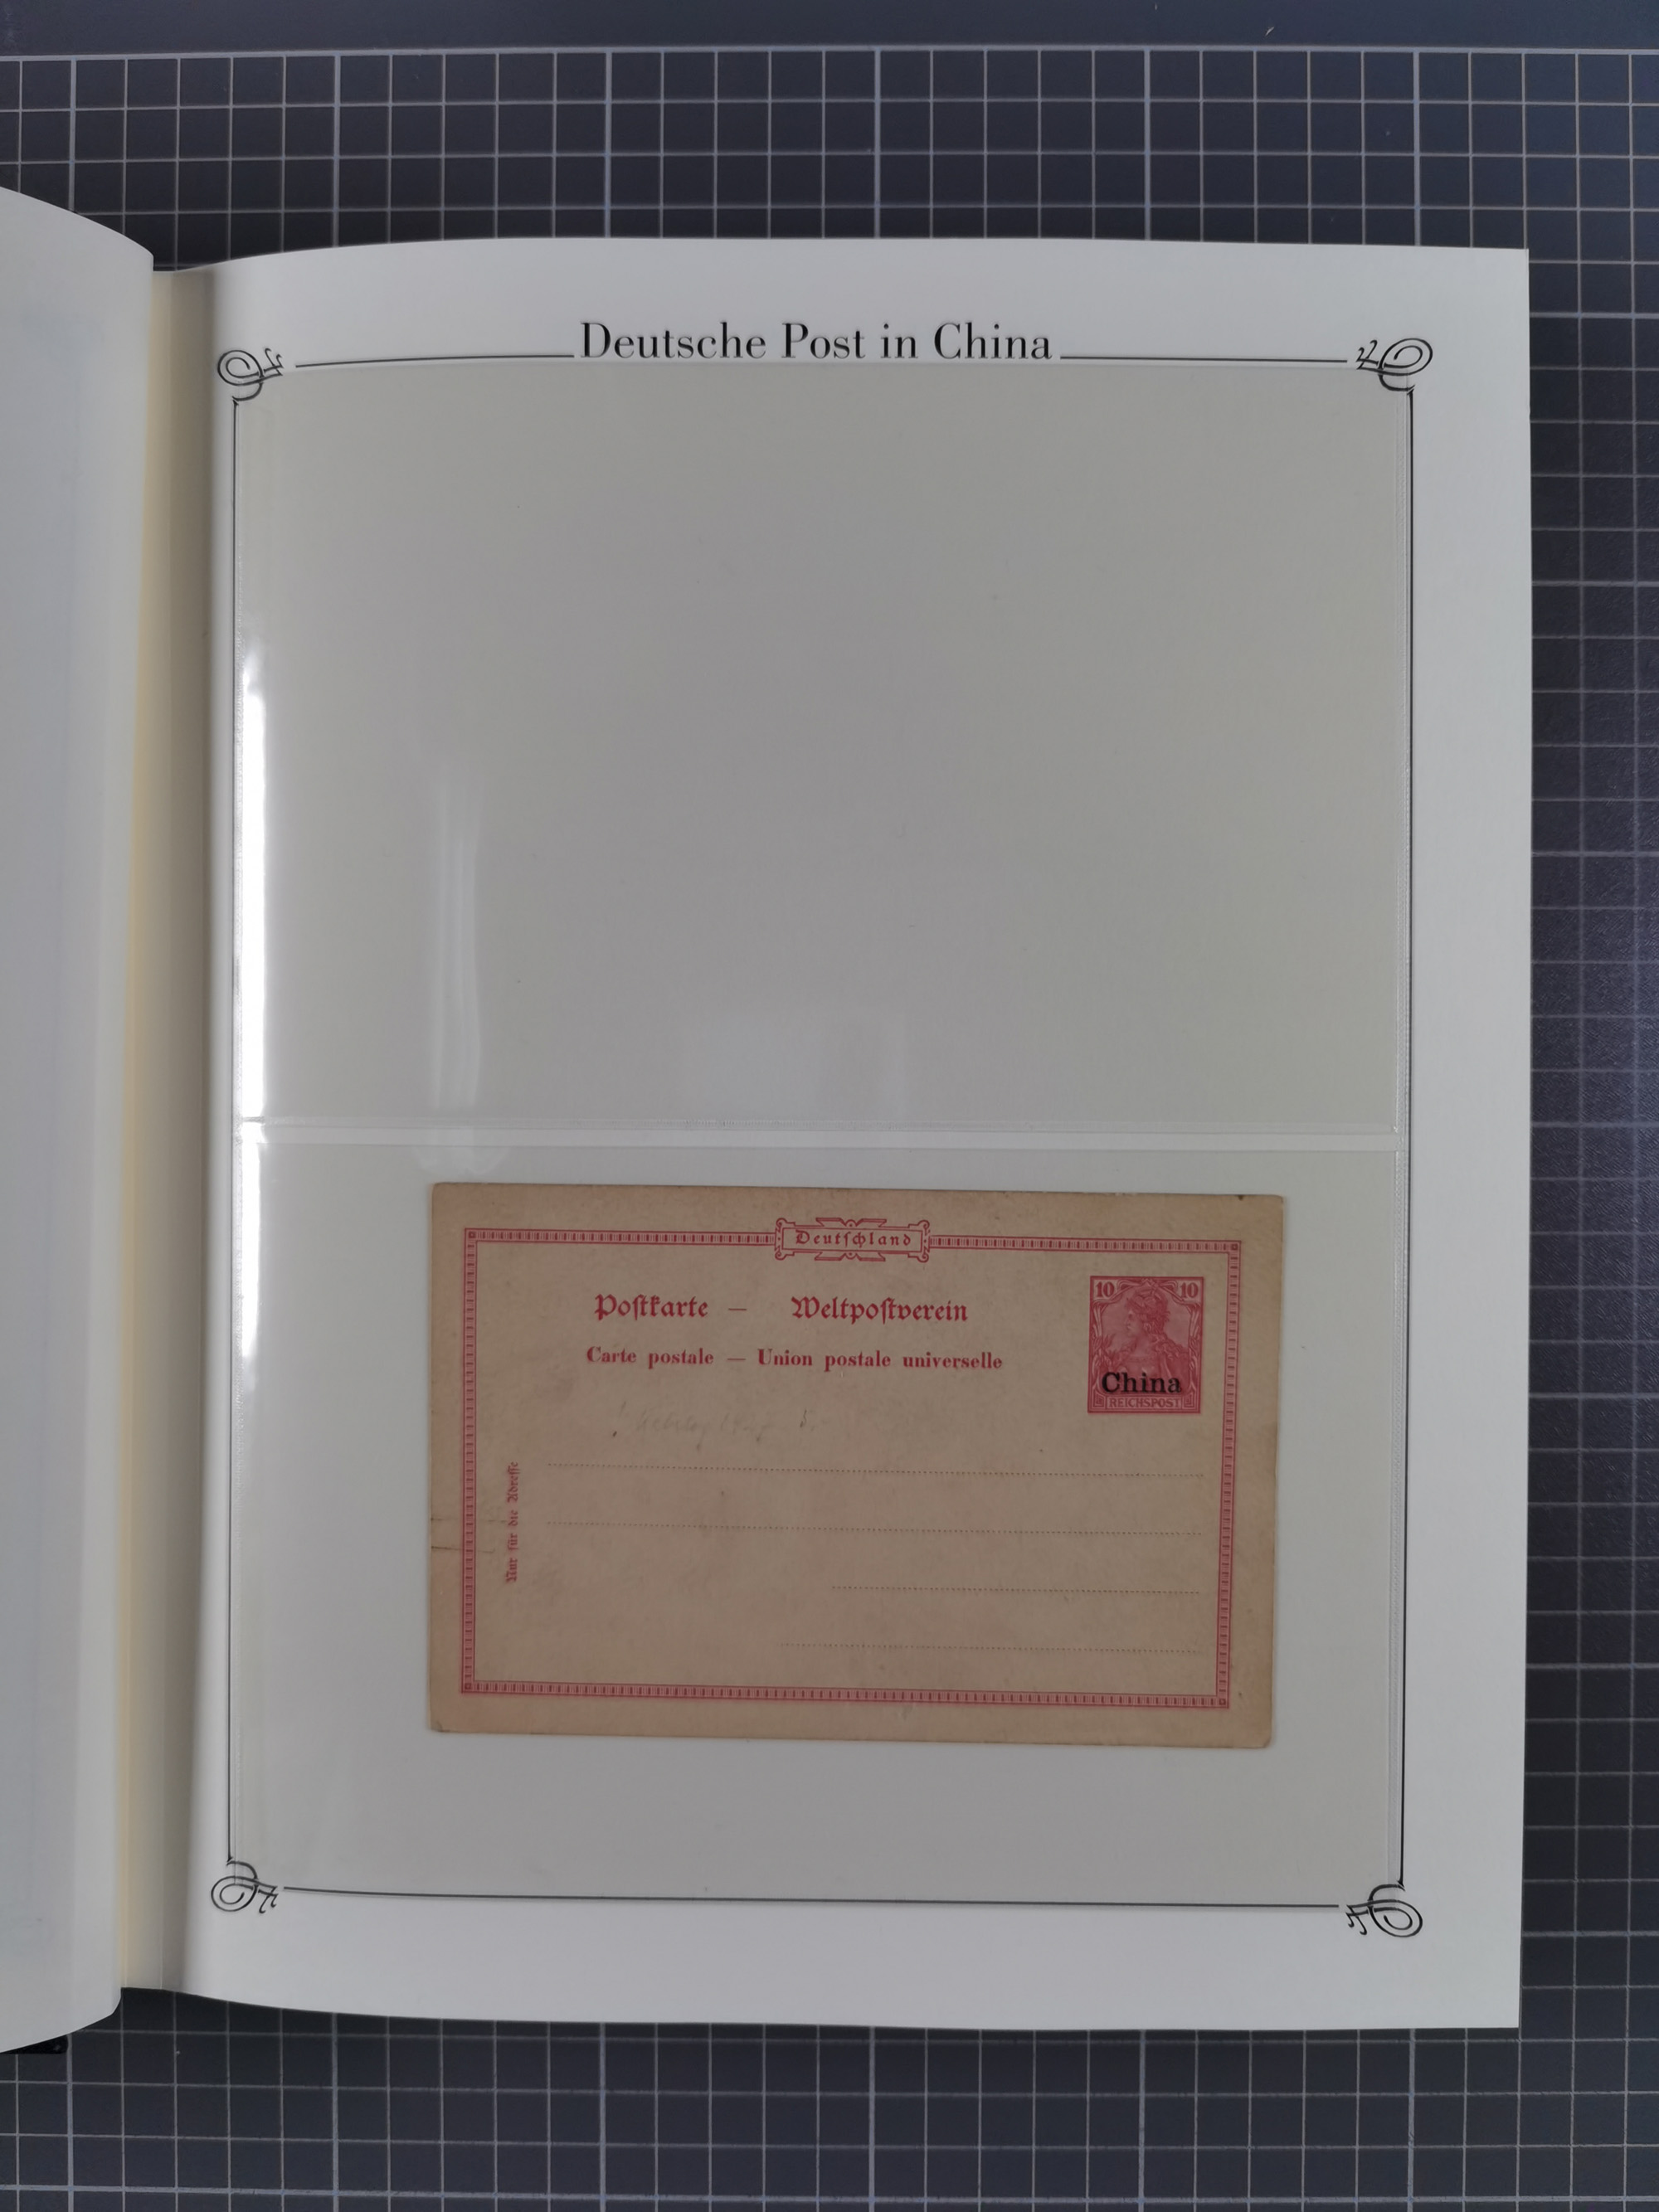 Deutsche Post in China
Deutschland
Postkarte — Weltpostverein
Carte postale — Union postale universelle
10 10
China
REICHSPOST
Nur für die Adresse